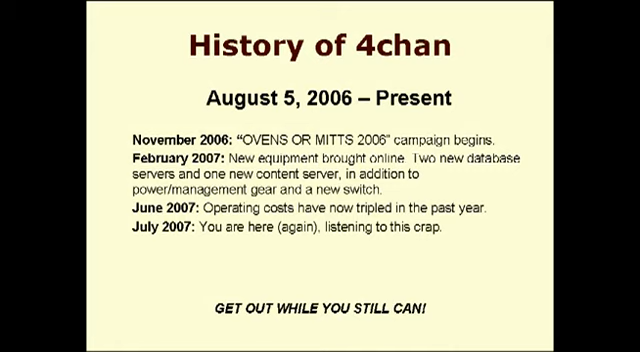 History of 4chan
August 5, 2006 – Present
November 2006: "OVENS OR MITTS 2006" campaign begins.
February 2007: New equipment brought online. Two new database
servers and one new content server, in addition to
power/management gear and a new switch.
June 2007: Operating costs have now tripled in the past year.
July 2007: You are here (again), listening to this crap.
GET OUT WHILE YOU STILL CAN!